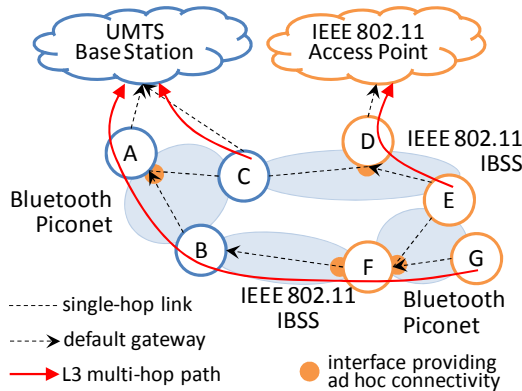 UMTS
Base Station
IEEE 802.11
Access Point
A
D
IEEE 802.11
IBSS
C
Bluetooth
Piconet
E
B
F
G
IEEE 802.11
IBSS
Bluetooth
Piconet
single-hop link
default gateway
L3 multi-hop path
interface providing
ad hoc connectivity